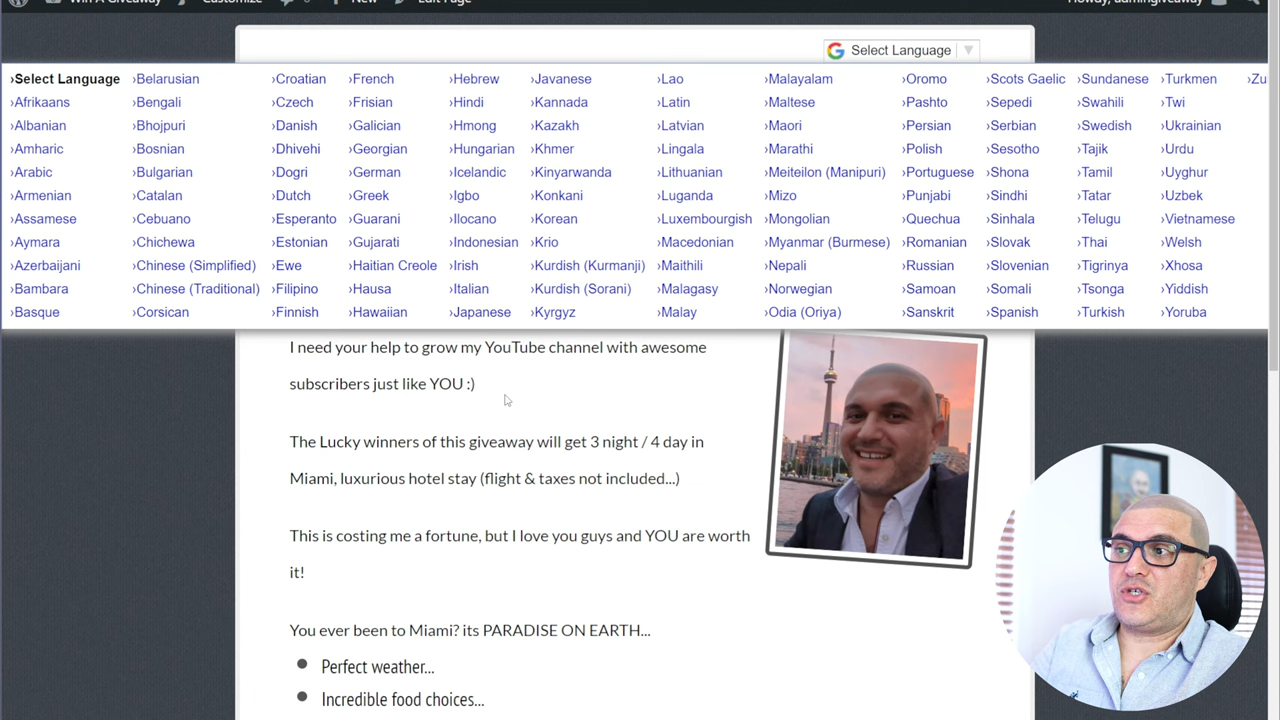 Win A Giveaway Customize 0 New Edit Page Howdy, admingiveaway
Select Language ▼
›Select Language ›Belarusian ›Croatian ›French ›Hebrew ›Javanese ›Lao ›Malayalam ›Oromo ›Scots Gaelic ›Sundanese ›Turkmen
›Afrikaans ›Bengali ›Czech ›Frisian ›Hindi ›Kannada ›Latin ›Maltese ›Pashto ›Sepedi ›Swahili ›Twi
›Albanian ›Bhojpuri ›Danish ›Galician ›Hmong ›Kazakh ›Latvian ›Maori ›Persian ›Serbian ›Swedish ›Ukrainian
›Amharic ›Bosnian ›Dhivehi ›Georgian ›Hungarian ›Khmer ›Lingala ›Marathi ›Polish ›Sesotho ›Tajik ›Urdu
›Arabic ›Bulgarian ›Dogri ›German ›Icelandic ›Kinyarwanda ›Lithuanian ›Meiteilon (Manipuri) ›Portuguese ›Shona ›Tamil ›Uyghur
›Armenian ›Catalan ›Dutch ›Greek ›Igbo ›Konkani ›Luganda ›Mizo ›Punjabi ›Sindhi ›Tatar ›Uzbek
›Assamese ›Cebuano ›Esperanto ›Guarani ›Ilocano ›Korean ›Luxembourgish ›Mongolian ›Quechua ›Sinhala ›Telugu ›Vietnamese
›Aymara ›Chichewa ›Estonian ›Gujarati ›Indonesian ›Krio ›Macedonian ›Myanmar (Burmese) ›Romanian ›Slovak ›Thai ›Welsh
›Azerbaijani ›Chinese (Simplified) ›Ewe ›Haitian Creole ›Irish ›Kurdish (Kurmanji) ›Maithili ›Nepali ›Russian ›Slovenian ›Tigrinya ›Xhosa
›Bambara ›Chinese (Traditional) ›Filipino ›Hausa ›Italian ›Kurdish (Sorani) ›Malagasy ›Norwegian ›Samoan ›Somali ›Tsonga ›Yiddish
›Basque ›Corsican ›Finnish ›Hawaiian ›Japanese ›Kyrgyz ›Malay ›Odia (Oriya) ›Sanskrit ›Spanish ›Turkish ›Yoruba
I need your help to grow my YouTube channel with awesome
subscribers just like YOU :)
The Lucky winners of this giveaway will get 3 night / 4 day in
Miami, luxurious hotel stay (flight & taxes not included...)
This is costing me a fortune, but I love you guys and YOU are worth
it!
You ever been to Miami? its PARADISE ON EARTH...
Perfect weather...
Incredible food choices...